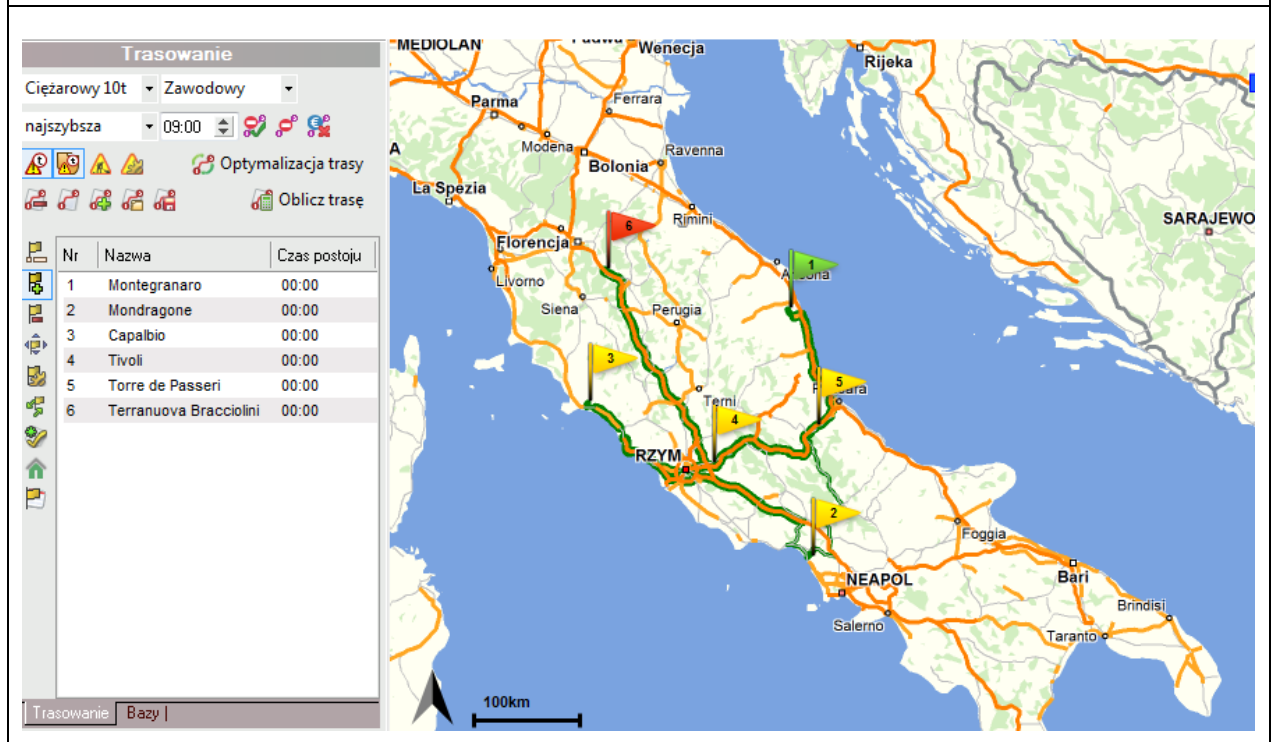 Trasowanie
Ciężarowy 10t Zawodowy
najszybsza 09:00
Optymalizacja trasy
Oblicz trasę
Nr Nazwa Czas postoju
1 Montegranaro 00:00
2 Mondragone 00:00
3 Capalbio 00:00
4 Tivoli 00:00
5 Torre de Passeri 00:00
6 Terranuova Bracciolini 00:00
Trasowanie Bazy
MEDIOLAN
Wenecja
Rijeka
Parma
Ferrara
Modena
Bolonia
Ravenna
La Spezia
Rimini
SARAJEWO
6
Florencja
1
Livorno
Siena
Perugia
3
5
Terni
4
RZYM
2
Foggia
NEAPOL
Bari
Brindisi
Salerno
Taranto
100km